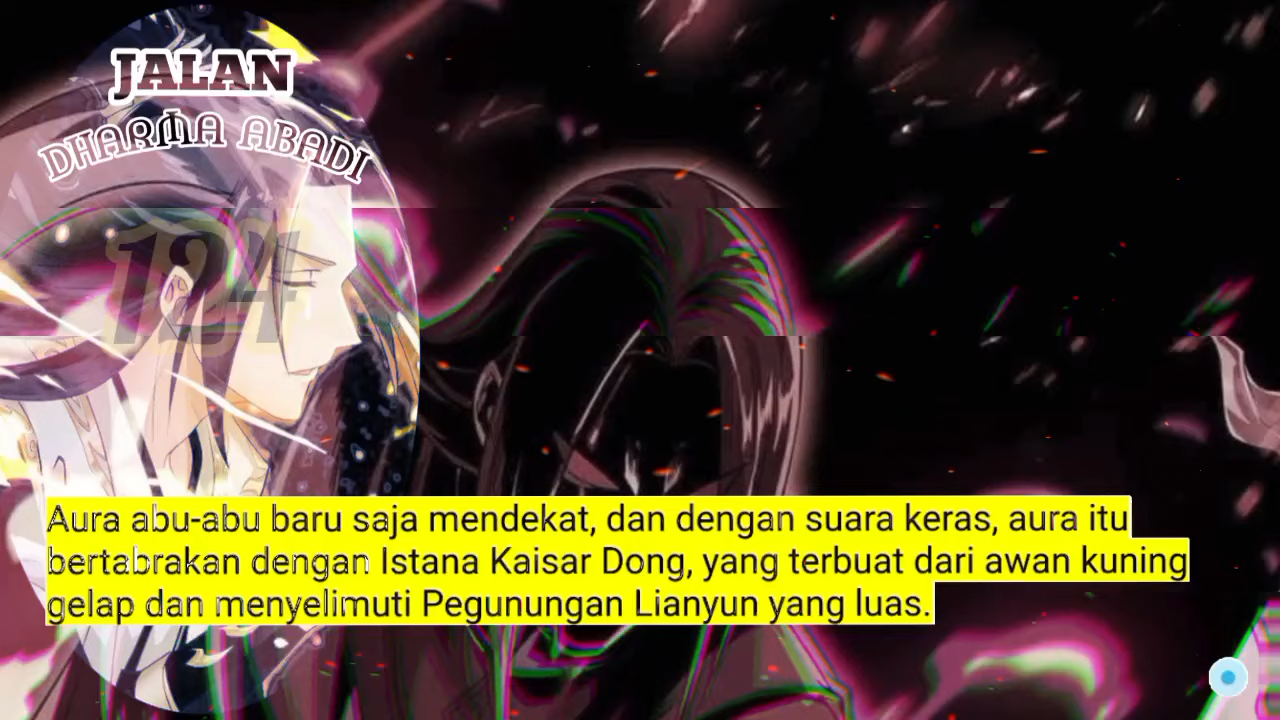 JALAN
DHARMA ABADI
124
Aura abu-abu baru saja mendekat, dan dengan suara keras, aura itu
bertabrakan dengan Istana Kaisar Dong, yang terbuat dari awan kuning
gelap dan menyelimuti Pegunungan Lianyun yang luas.